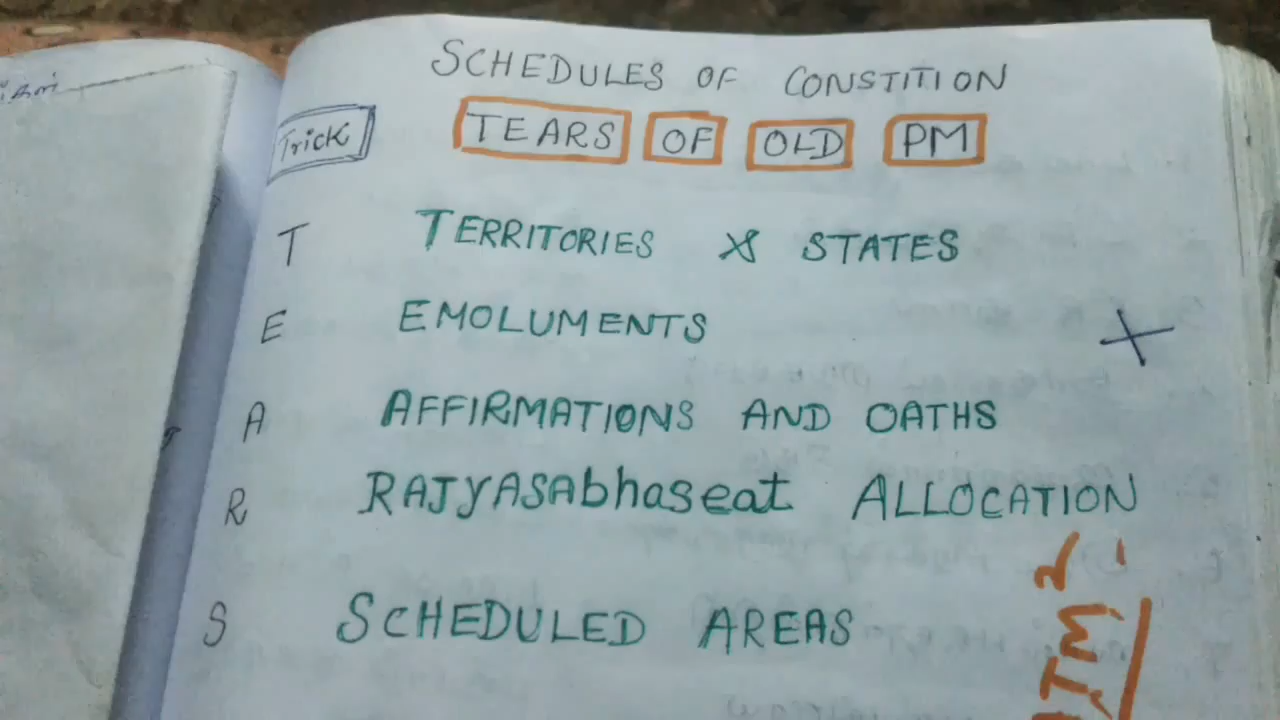 SCHEDULES OF CONSTITION
Trick TEARS OF OLD PM
T TERRITORIES & STATES
E EMOLUMENTS
A AFFIRMATIONS AND OATHS
R RAJYASAbhaseat ALLOCATION
S SCHEDULED AREAS